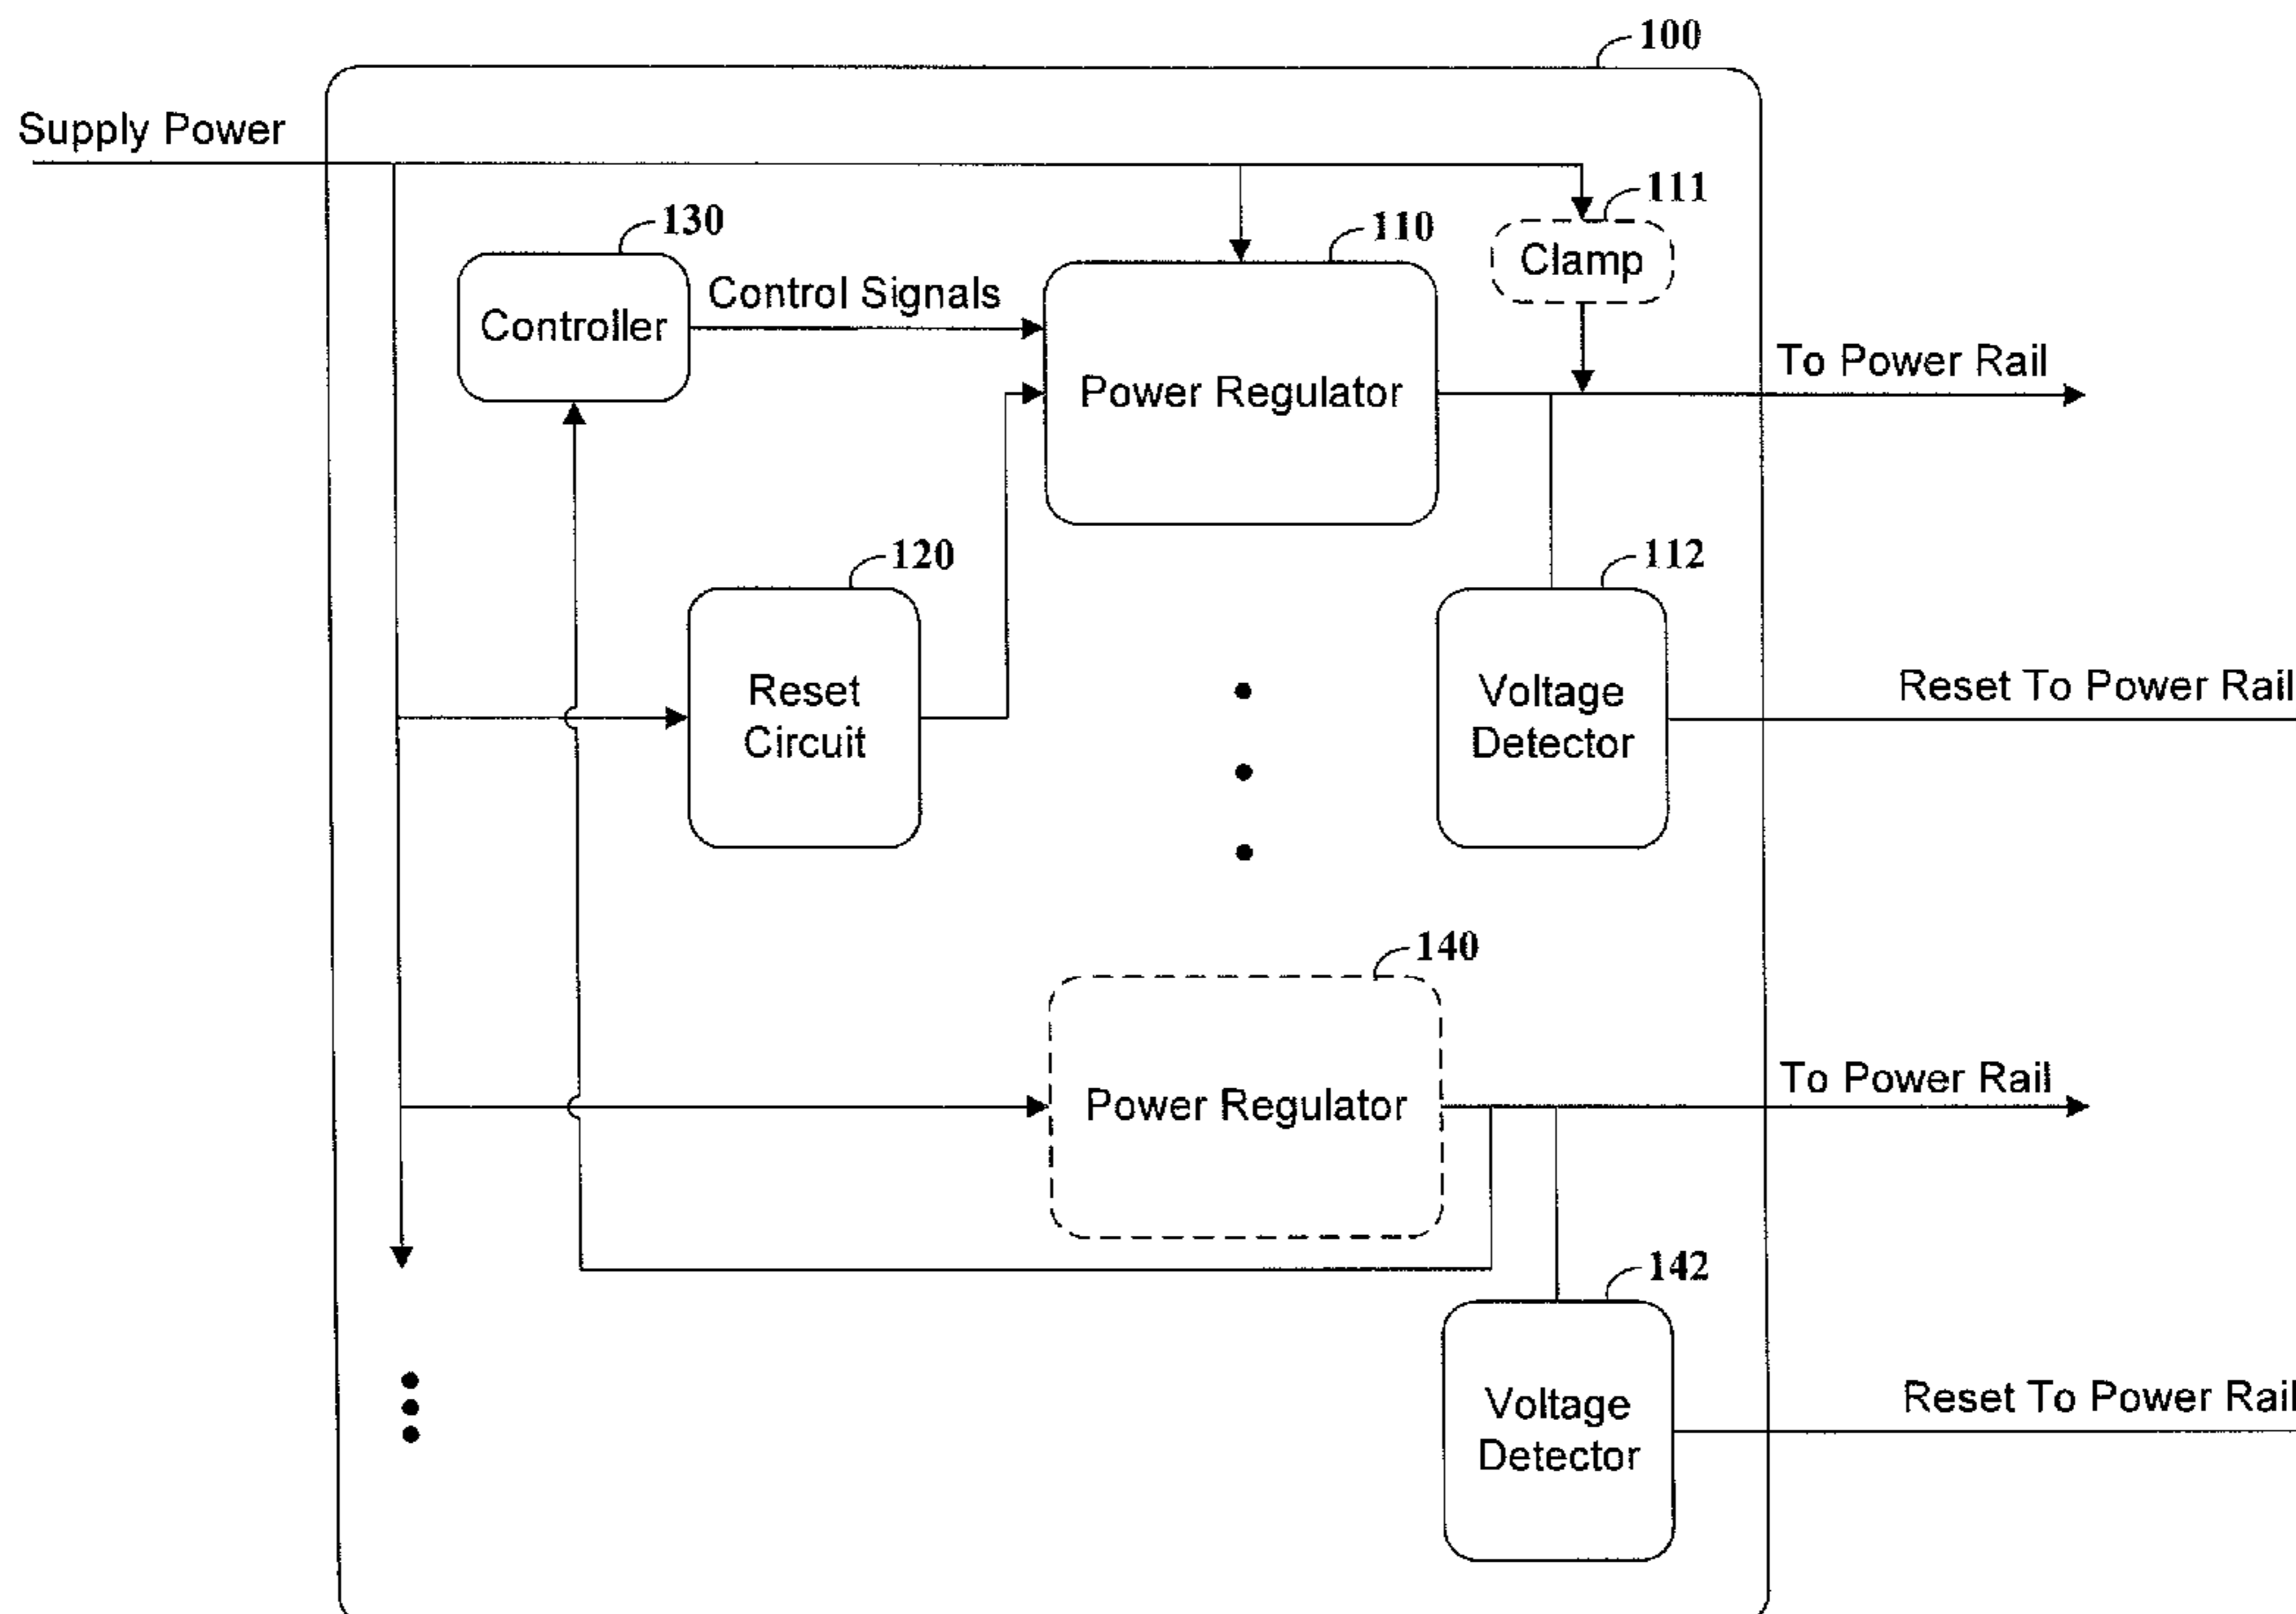 100
Supply Power
111
130
110
Clamp
Control Signals
Controller
To Power Rail
Power Regulator
120
112
Reset
Circuit
Voltage
Detector
Reset To Power Rail
140
To Power Rail
Power Regulator
142
Voltage
Detector
Reset To Power Rail